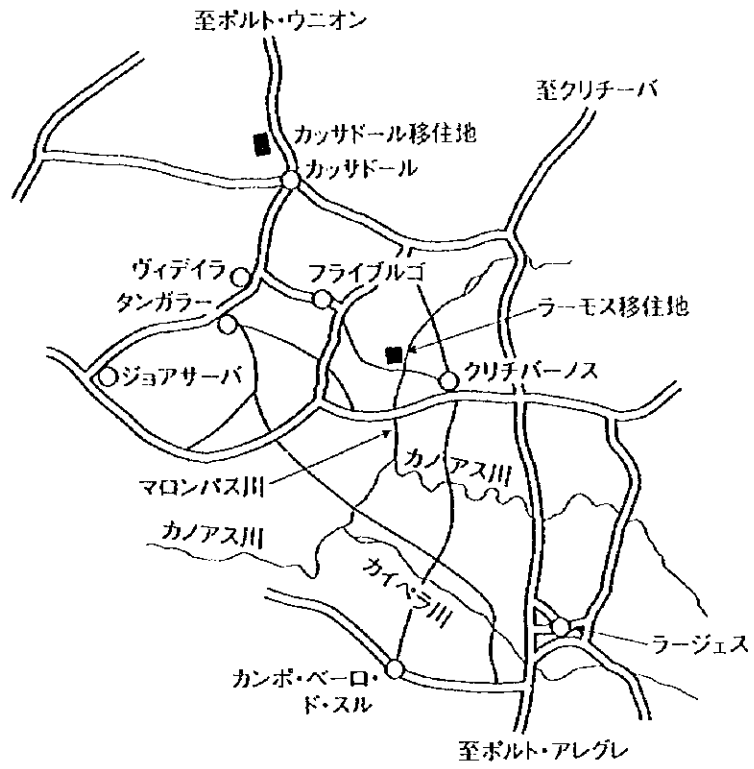 至ポルト・ウニオン
至クリチーバ
カッサドール移住地
カッサドール
ヴィデイラ
フライブルゴ
タンガラー
ラーモス移住地
ジョアサーバ
クリチバーノス
カノアス川
マロンバス川
カノアス川
カイペラ川
ラージェス
カンポ・ベーロ・
ド・スル
至ポルト・アレグレ